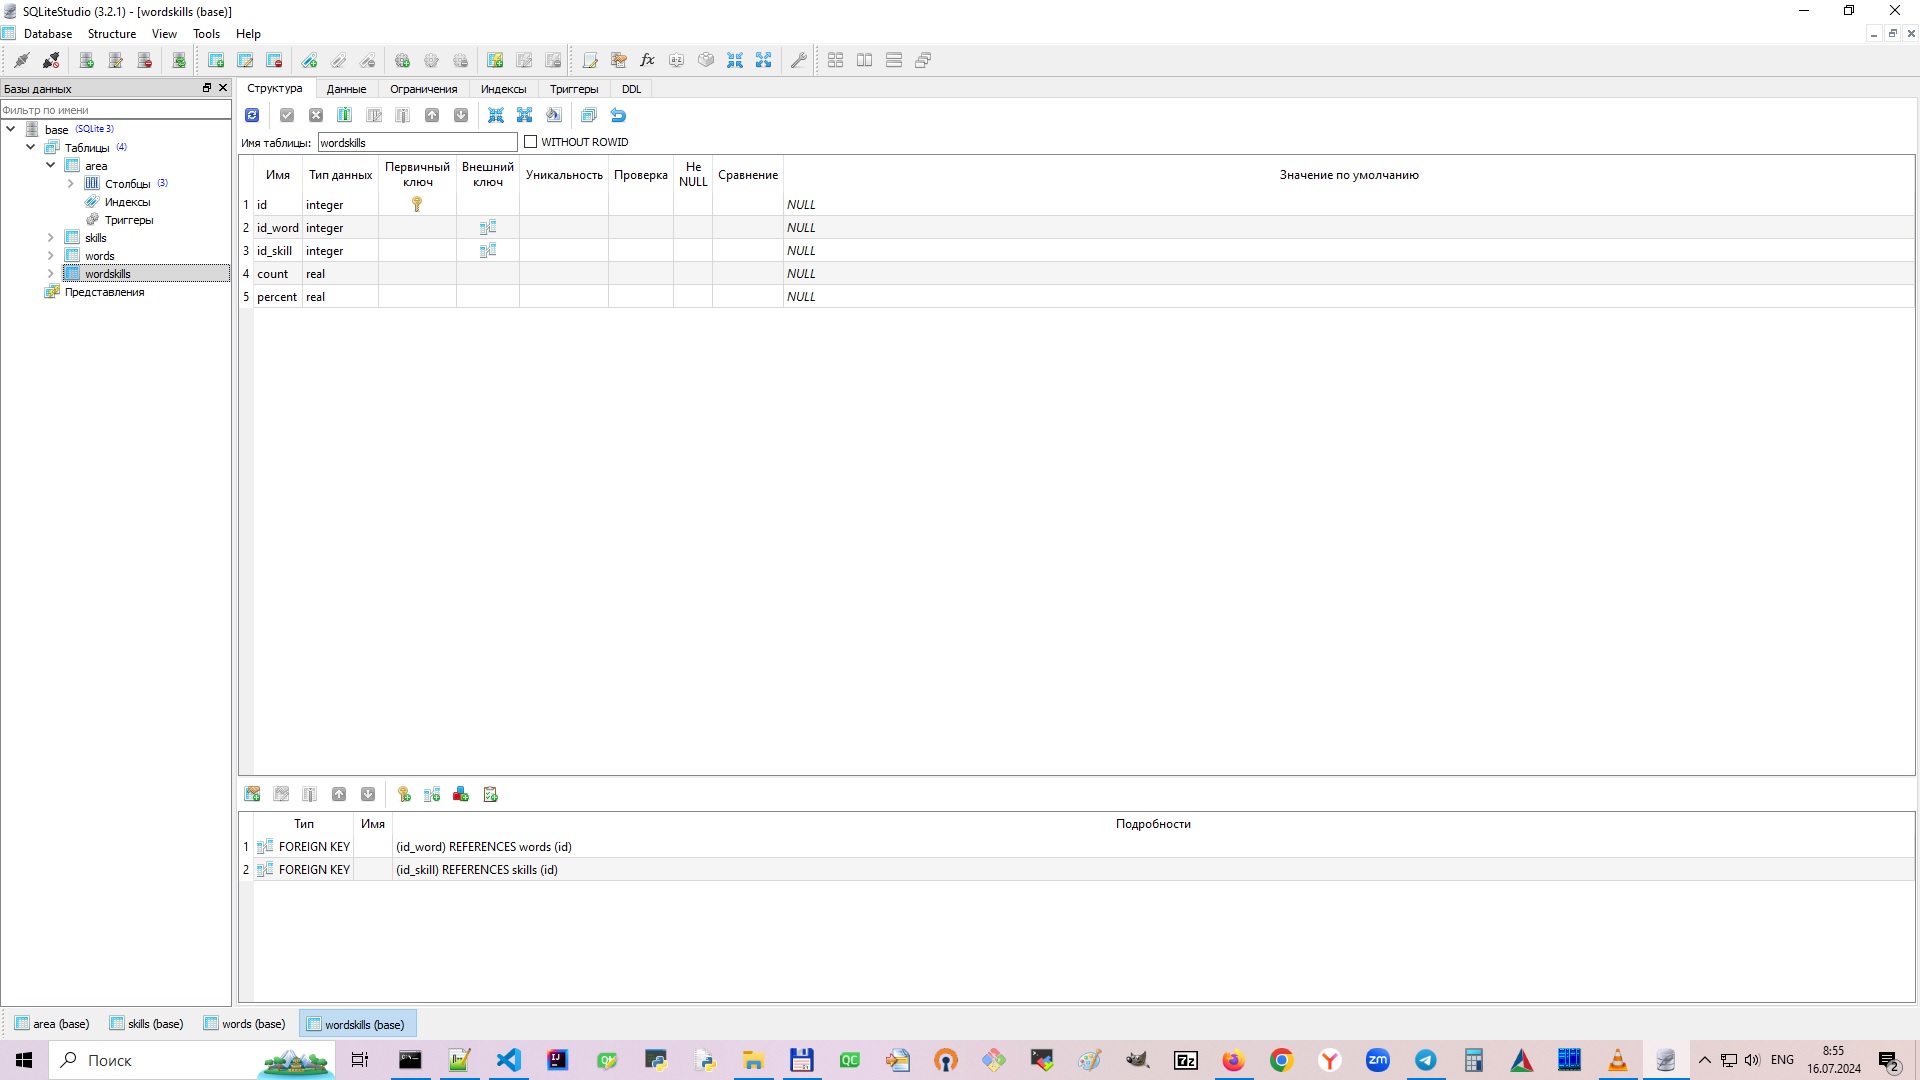 SQLiteStudio (3.2.1) - [wordskills (base)]
Database Structure View Tools Help
Базы данных
Фильтр по имени
base (SQLite 3)
Таблицы (4)
area
Столбцы (3)
Индексы
Триггеры
skills
words
wordskills
Представления
Структура Данные Ограничения Индексы Триггеры DDL
Имя таблицы: wordskills WITHOUT ROWID
Имя Тип данных Первичный ключ Внешний ключ Уникальность Проверка Не NULL Сравнение Значение по умолчанию
1 id integer NULL
2 id_word integer NULL
3 id_skill integer NULL
4 count real NULL
5 percent real NULL
Тип Имя Подробности
1 FOREIGN KEY (id_word) REFERENCES words (id)
2 FOREIGN KEY (id_skill) REFERENCES skills (id)
area (base) skills (base) words (base) wordskills (base)
Поиск ENG 8:55
16.07.2024 2